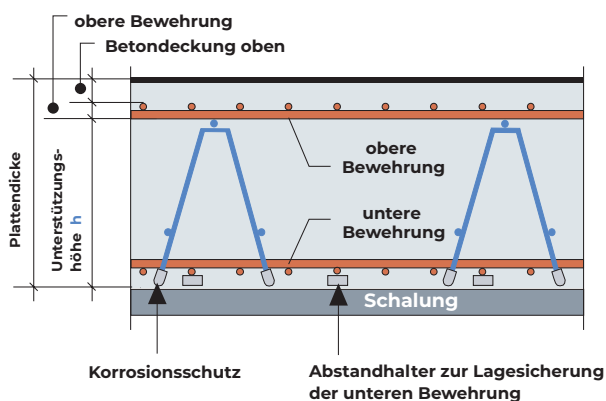 obere Bewehrung
Betondeckung oben
Plattendicke
Unterstützungs-
höhe h
obere
Bewehrung
untere
Bewehrung
Schalung
Korrosionsschutz
Abstandhalter zur Lagesicherung
der unteren Bewehrung